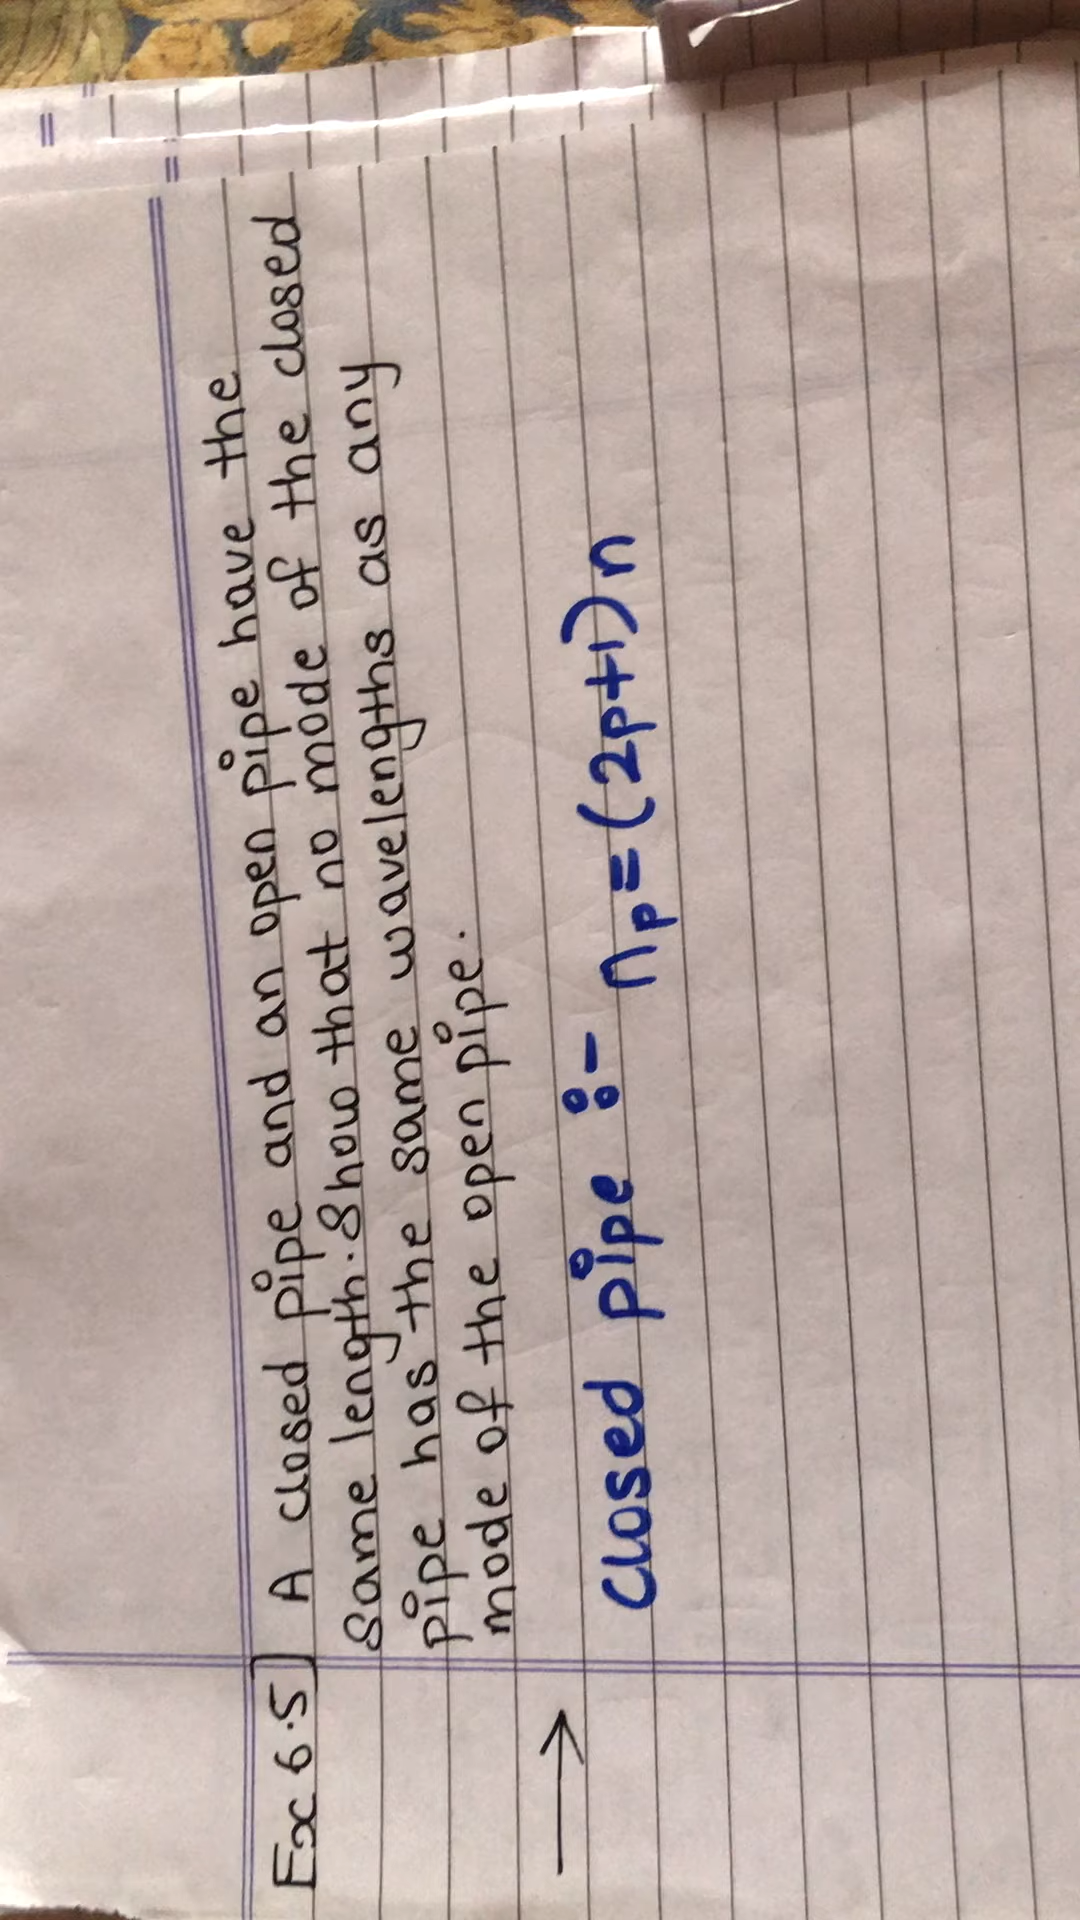 Ex 6.5] A closed pipe and an open pipe have the
same length. Show that no mode of the closed
pipe has the same wavelengths as any
mode of the open pipe.
→ closed pipe :- np=(2p+1)n